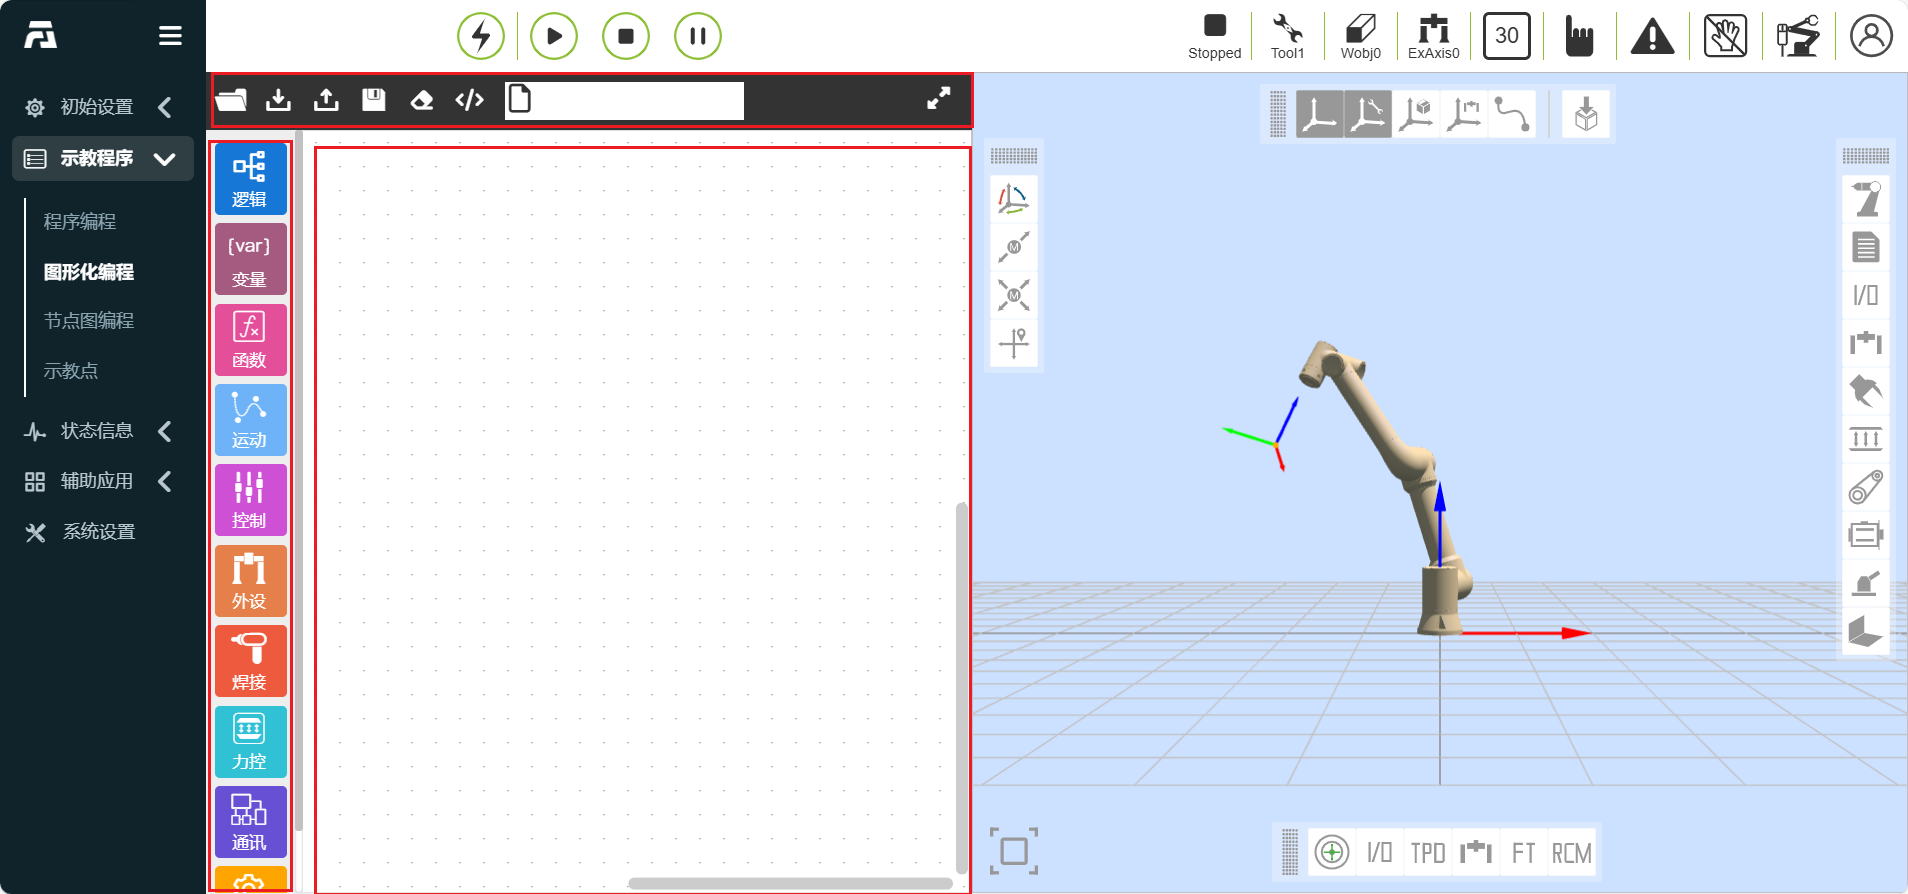 Stopped
Tool1
Wobj0
ExAxis0
30
初始设置
示教程序
程序编程
图形化编程
节点图编程
示教点
状态信息
辅助应用
系统设置
逻辑
(var)
变量
fx
函数
运动
控制
外设
焊接
力控
通讯
M
M
I/O
I/O
TPD
FT
RCM